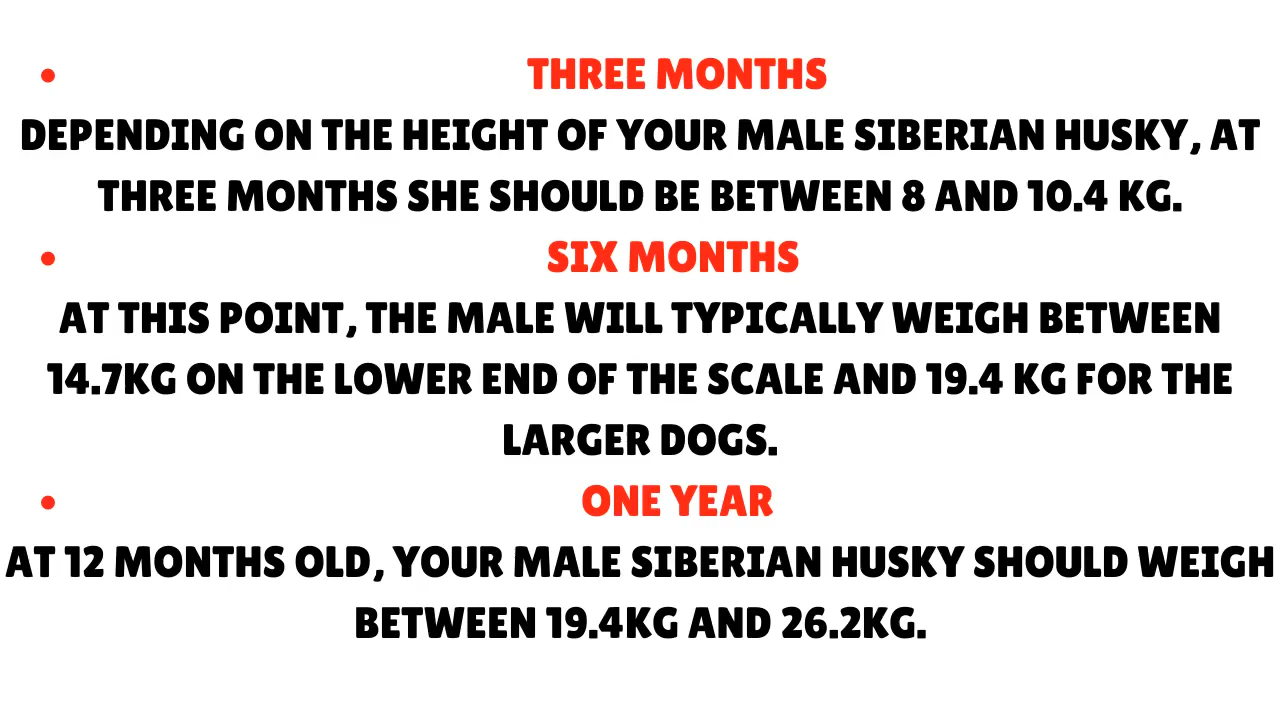 • THREE MONTHS
DEPENDING ON THE HEIGHT OF YOUR MALE SIBERIAN HUSKY, AT
THREE MONTHS SHE SHOULD BE BETWEEN 8 AND 10.4 KG.
• SIX MONTHS
AT THIS POINT, THE MALE WILL TYPICALLY WEIGH BETWEEN
14.7KG ON THE LOWER END OF THE SCALE AND 19.4 KG FOR THE
LARGER DOGS.
• ONE YEAR
AT 12 MONTHS OLD, YOUR MALE SIBERIAN HUSKY SHOULD WEIGH
BETWEEN 19.4KG AND 26.2KG.